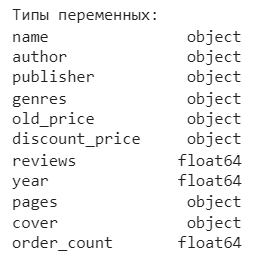 Типы переменных:
name object
author object
publisher object
genres object
old_price object
discount_price object
reviews float64
year float64
pages object
cover object
order_count float64